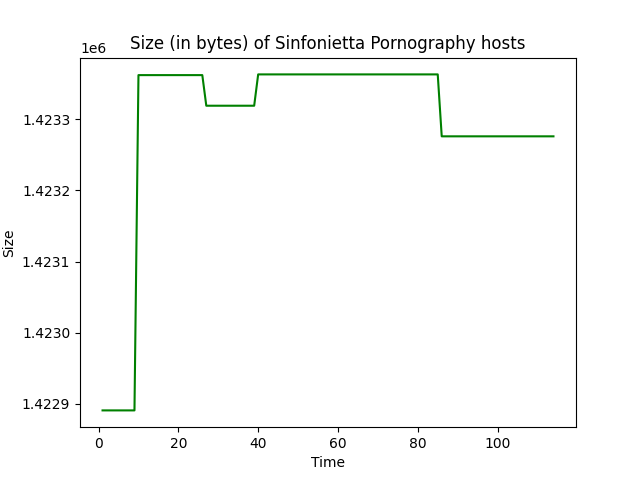 Size (in bytes) of Sinfonietta Pornography hosts
1e6
1.4233
1.4232
1.4231
1.4230
1.4229
Size
0 20 40 60 80 100
Time